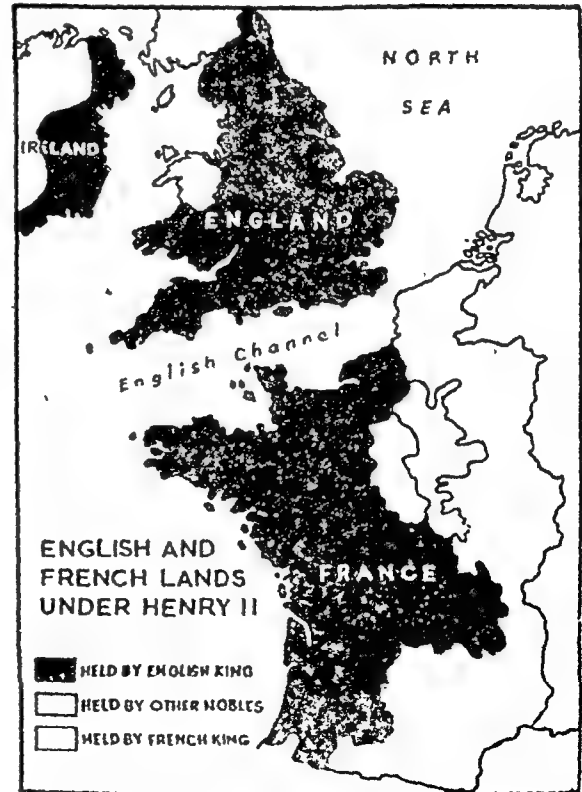 NORTH
SEA
IRELAND
ENGLAND
English Channel
FRANCE
ENGLISH AND
FRENCH LANDS
UNDER HENRY II
HELD BY ENGLISH KING
HELD BY OTHER NOBLES
HELD BY FRENCH KING